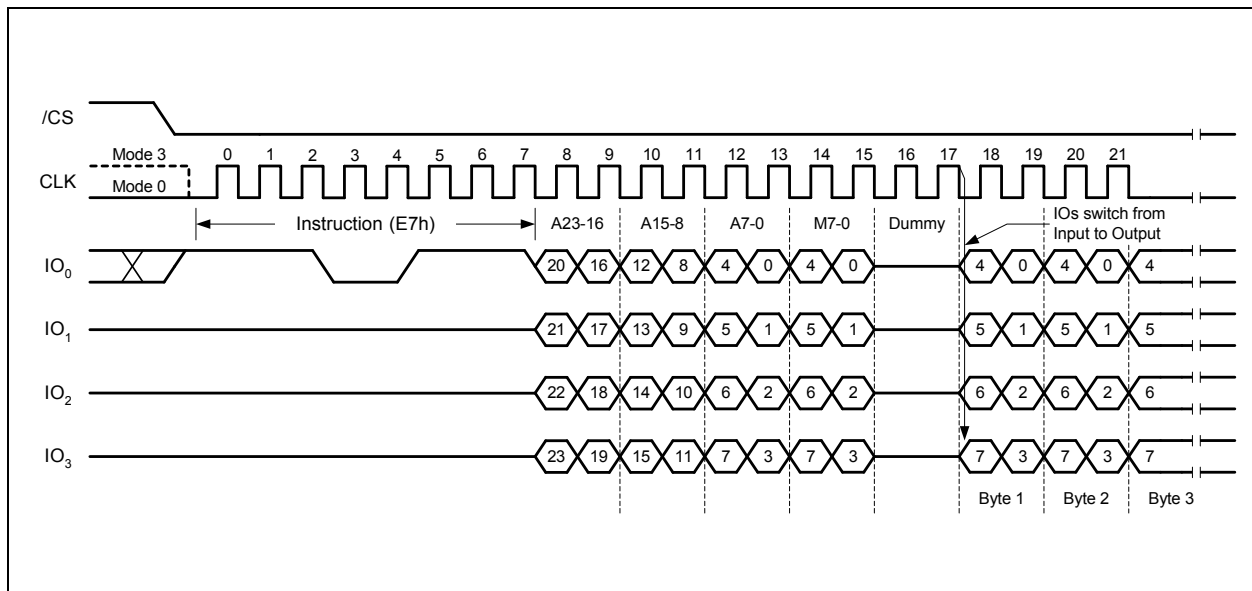 /CS
Mode 3
0 1 2 3 4 5 6 7 8 9 10 11 12 13 14 15 16 17 18 19 20 21
CLK
Mode 0
Instruction (E7h) A23-16 A15-8 A7-0 M7-0 Dummy
IOs switch from
Input to Output
IO0 20 16 12 8 4 0 4 0 4 0 4 0 4
IO1 21 17 13 9 5 1 5 1 5 1 5 1 5
IO2 22 18 14 10 6 2 6 2 6 2 6 2 6
IO3 23 19 15 11 7 3 7 3 7 3 7 3 7
Byte 1 Byte 2 Byte 3